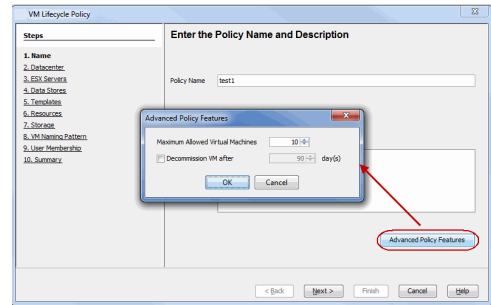 VM Lifecycle Policy
Steps
1. Name
2. Datacenter
3. ESX Servers
4. Data Stores
5. Templates
6. Resources
7. Storage
8. VM Naming Pattern
9. User Membership
10. Summary
Enter the Policy Name and Description
Policy Name test1
Advanced Policy Features
Maximum Allowed Virtual Machines 10
Decommission VM after 90 day(s)
OK Cancel
Advanced Policy Features
< Back Next > Finish Cancel Help